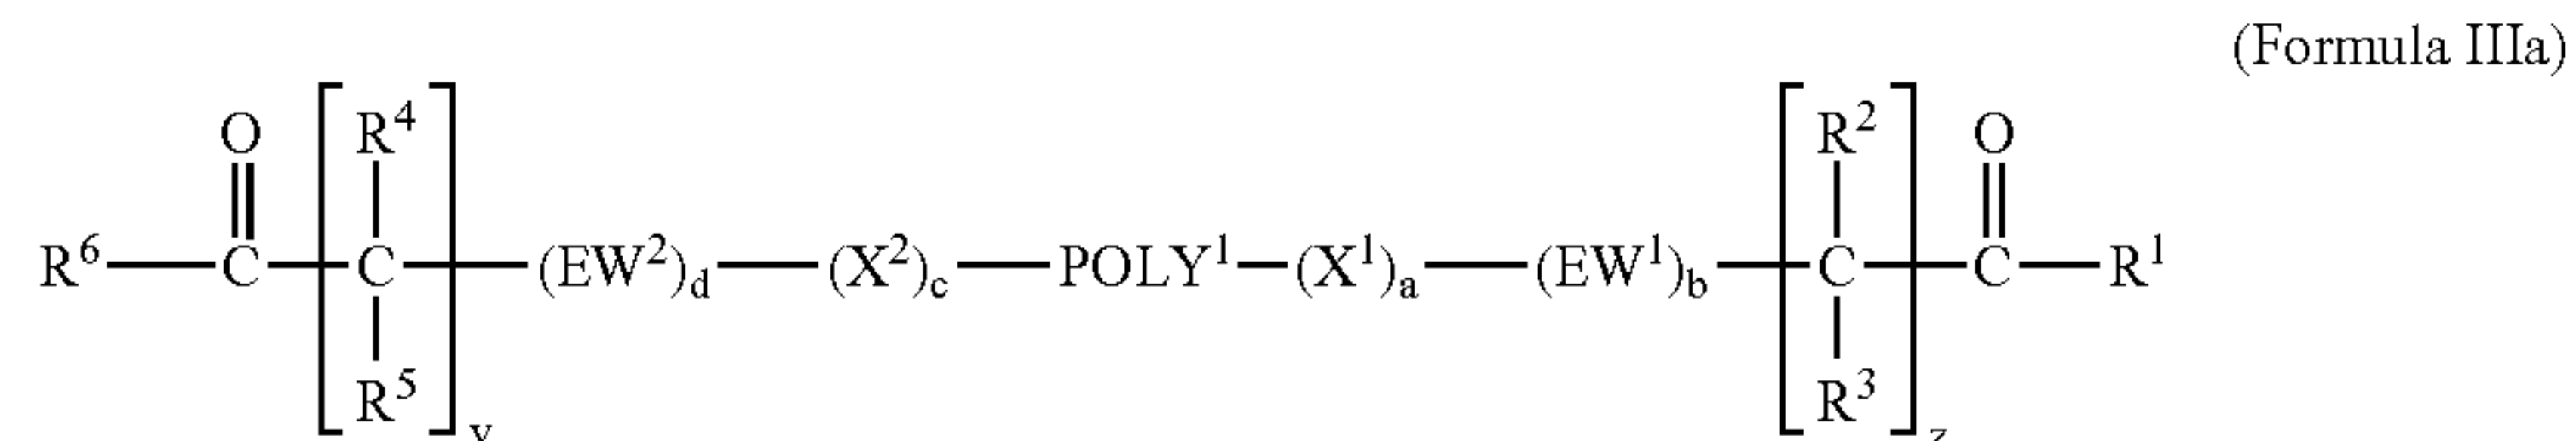 (Formula IIIa)
O R⁴ R² O
R⁶—C—C—(EW²)d—(X²)c—POLY¹—(X¹)a—(EW¹)b—C—C—R¹
R⁵ R³
y z